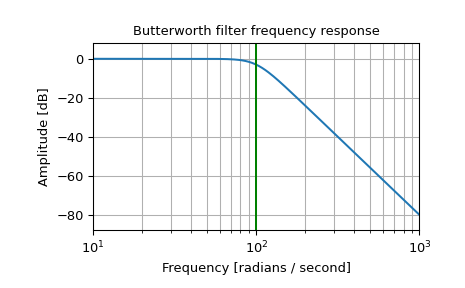 Butterworth filter frequency response
Amplitude [dB]
0
−20
−40
−60
−80
10¹ 10² 10³
Frequency [radians / second]